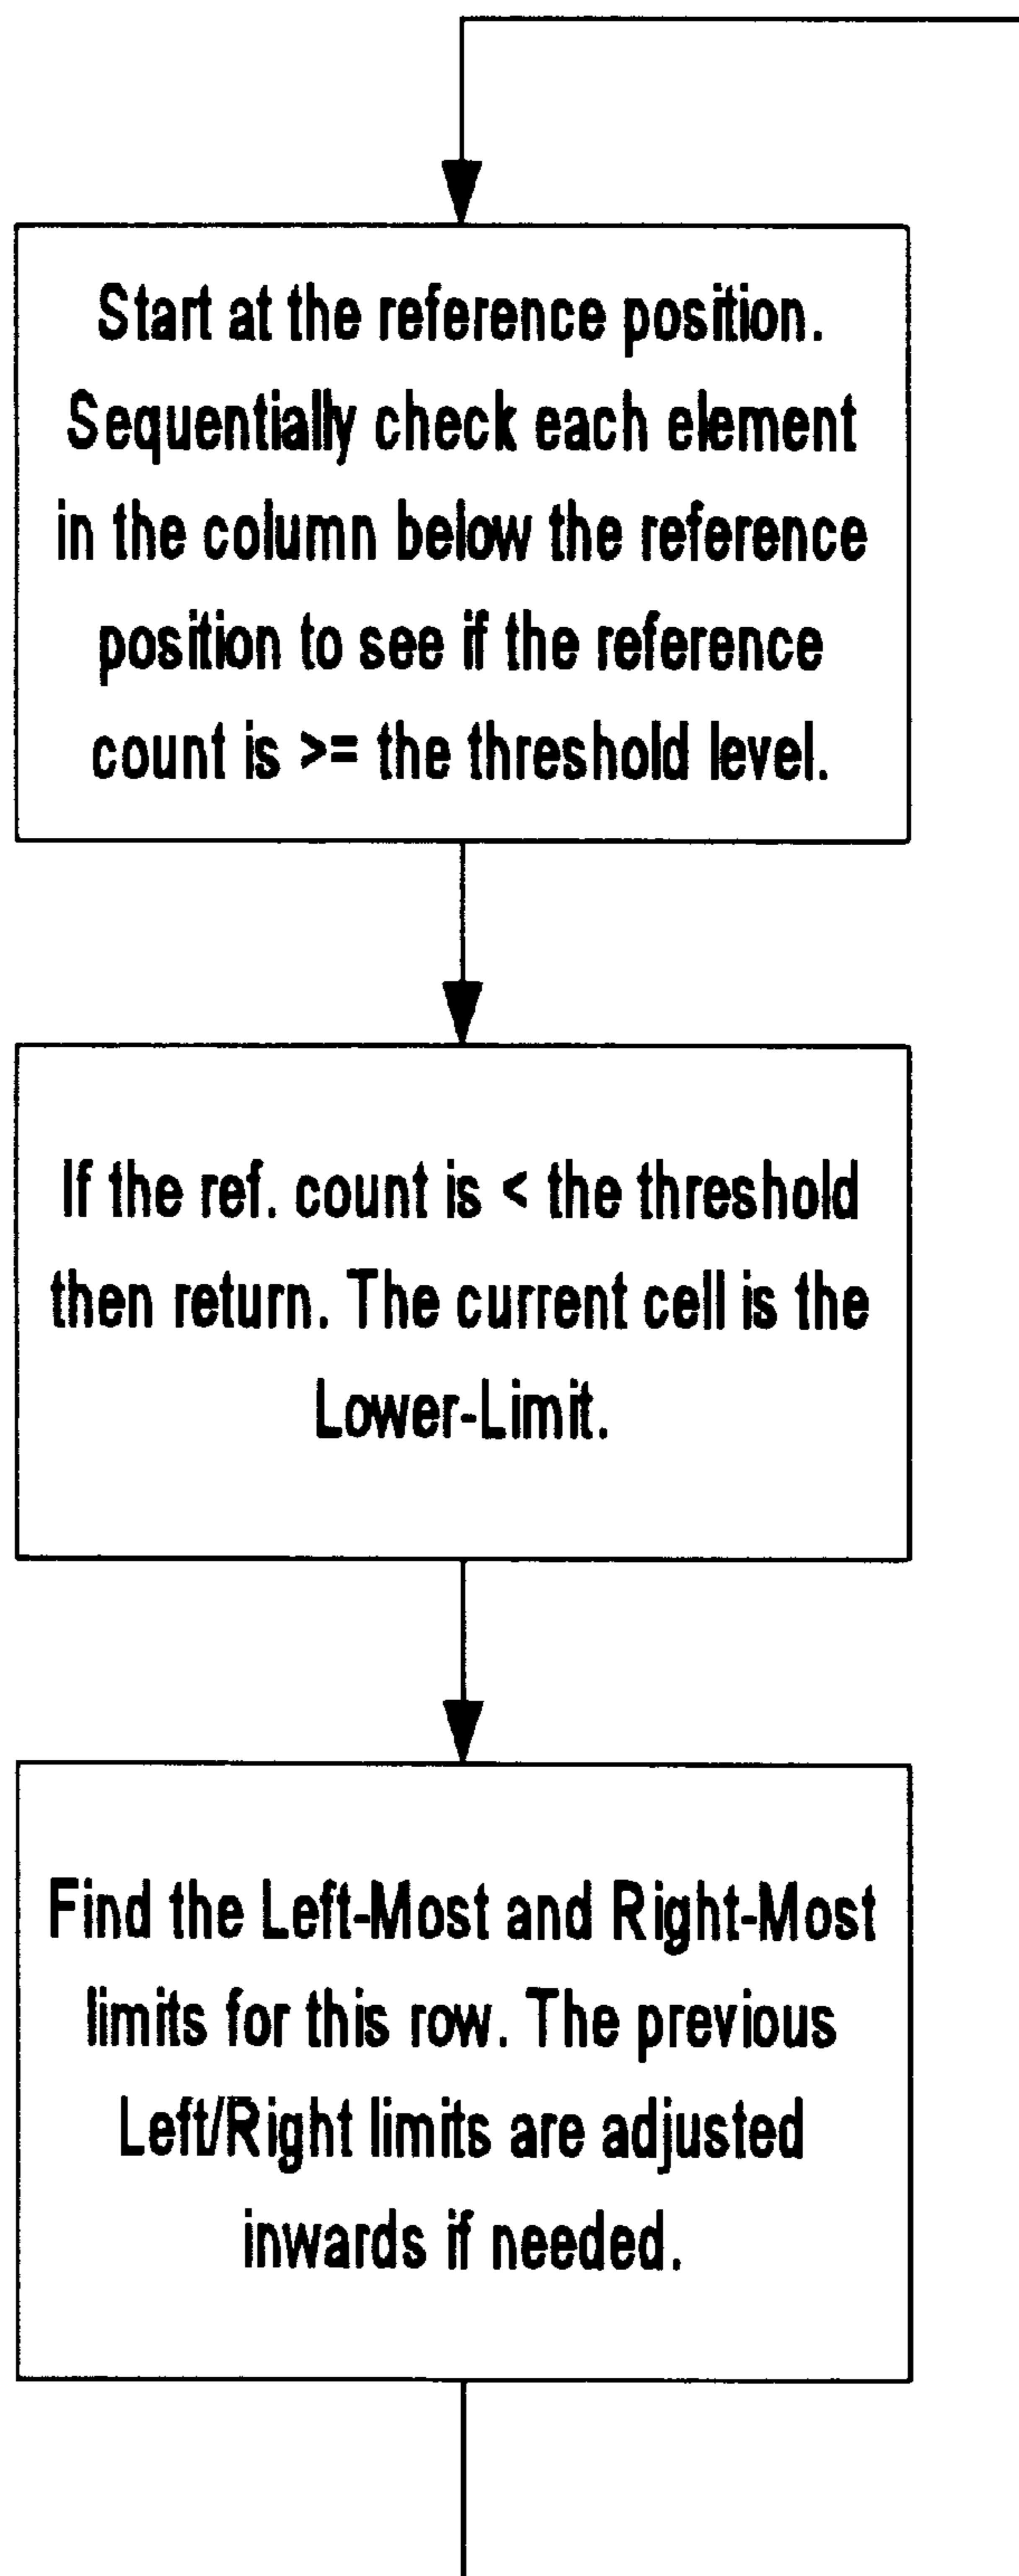 Start at the reference position.
Sequentially check each element
in the column below the reference
position to see if the reference
count is >= the threshold level.
If the ref. count is < the threshold
then return. The current cell is the
Lower-Limit.
Find the Left-Most and Right-Most
limits for this row. The previous
Left/Right limits are adjusted
inwards if needed.